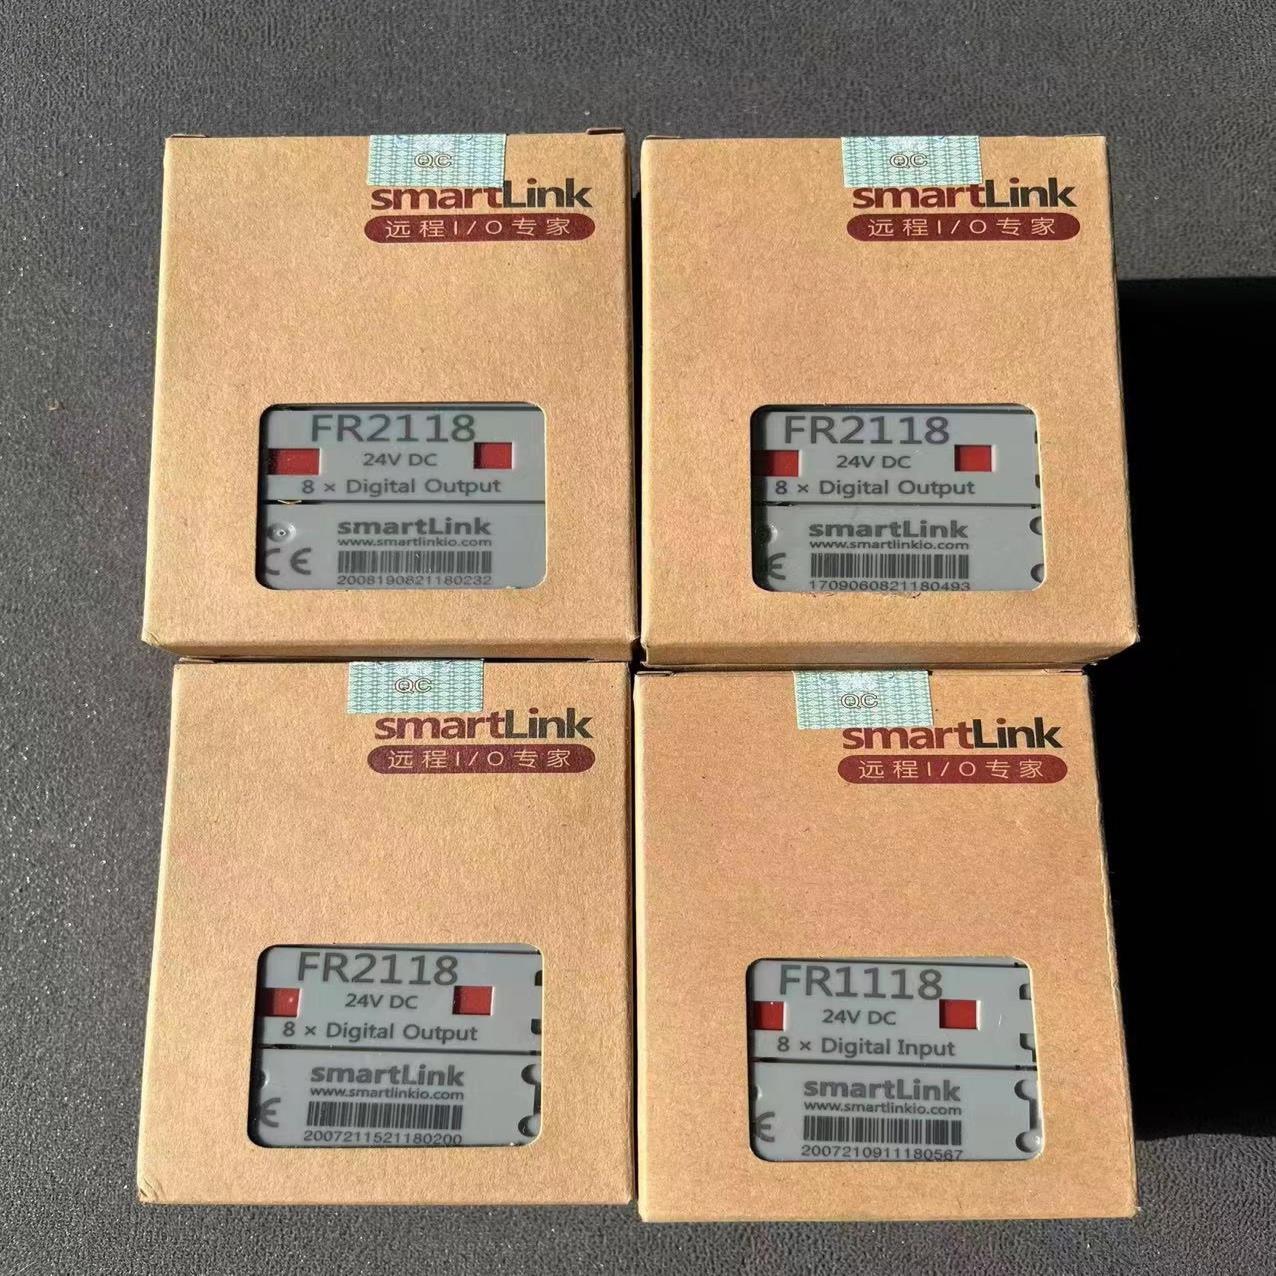 QC
smartLink
远程I/O专家
FR2118
24V DC
8 × Digital Output
smartLink
www.smartlinkio.com
CE
2008190821180232
QC
smartLink
远程I/O专家
FR2118
24V DC
8 × Digital Output
smartLink
www.smartlinkio.com
1709060821180493
QC
smartLink
远程I/O专家
FR2118
24V DC
8 × Digital Output
smartLink
www.smartlinkio.com
2007211521180200
QC
smartLink
远程I/O专家
FR1118
24V DC
8 × Digital Input
smartLink
www.smartlinkio.com
2007210911180567